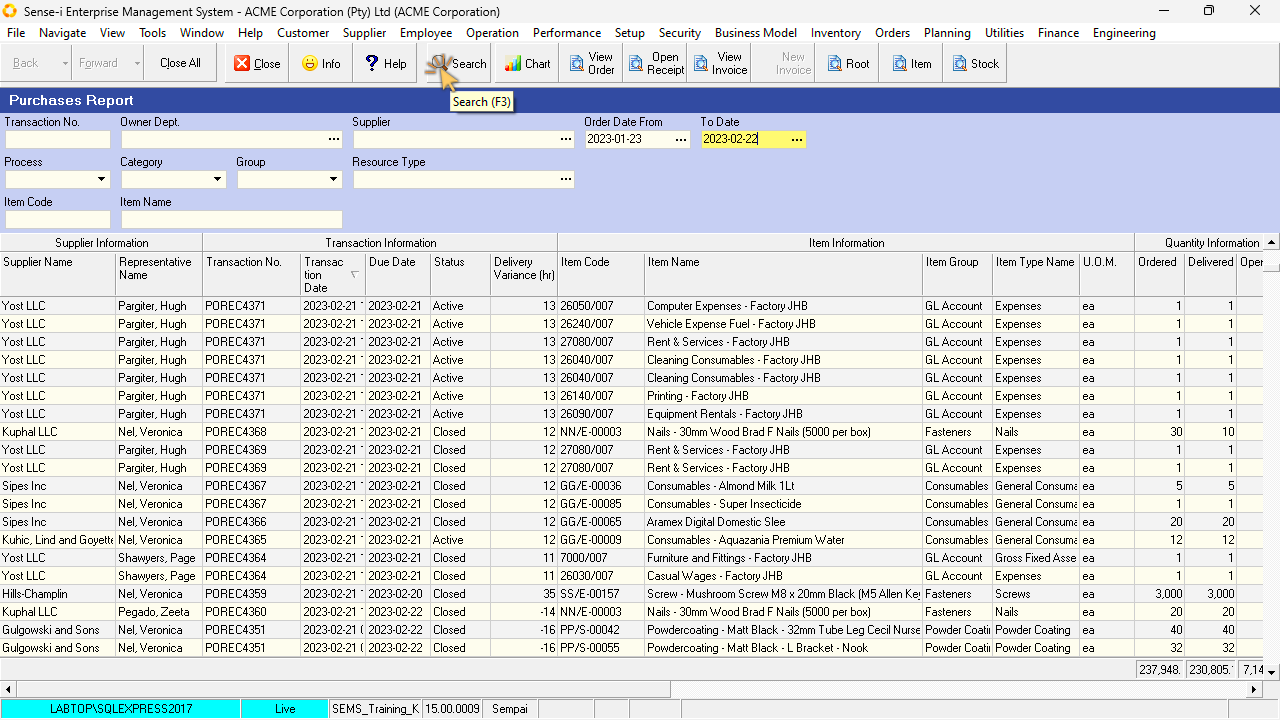 Sense-i Enterprise Management System - ACME Corporation (Pty) Ltd (ACME Corporation)
File Navigate View Tools Window Help Customer Supplier Employee Operation Performance Setup Security Business Model Inventory Orders Planning Utilities Finance Engineering
Back Forward Close All Close Info Help Search Chart View Order Open Receipt View Invoice New Invoice Root Item Stock
Search (F3)
Purchases Report
Transaction No. Owner Dept. Supplier Order Date From To Date
2023-01-23 2023-02-22
Process Category Group Resource Type
Item Code Item Name
Supplier Information Transaction Information Item Information Quantity Information
Supplier Name Representative Name Transaction No. Transac tion Date Due Date Status Delivery Variance (hr) Item Code Item Name Item Group Item Type Name U.O.M. Ordered Delivered Oper
Yost LLC Pargiter, Hugh POREC4371 2023-02-21 2023-02-21 Active 13 26050/007 Computer Expenses - Factory JHB GL Account Expenses ea 1 1
Yost LLC Pargiter, Hugh POREC4371 2023-02-21 2023-02-21 Active 13 26240/007 Vehicle Expense Fuel - Factory JHB GL Account Expenses ea 1 1
Yost LLC Pargiter, Hugh POREC4371 2023-02-21 2023-02-21 Active 13 27080/007 Rent & Services - Factory JHB GL Account Expenses ea 1 1
Yost LLC Pargiter, Hugh POREC4371 2023-02-21 2023-02-21 Active 13 26040/007 Cleaning Consumables - Factory JHB GL Account Expenses ea 1 1
Yost LLC Pargiter, Hugh POREC4371 2023-02-21 2023-02-21 Active 13 26040/007 Cleaning Consumables - Factory JHB GL Account Expenses ea 1 1
Yost LLC Pargiter, Hugh POREC4371 2023-02-21 2023-02-21 Active 13 26140/007 Printing - Factory JHB GL Account Expenses ea 1 1
Yost LLC Pargiter, Hugh POREC4371 2023-02-21 2023-02-21 Active 13 26090/007 Equipment Rentals - Factory JHB GL Account Expenses ea 1 1
Kuphal LLC Nel, Veronica POREC4368 2023-02-21 2023-02-21 Closed 12 NN/E-00003 Nails - 30mm Wood Brad F Nails (5000 per box) Fasteners Nails ea 30 10
Yost LLC Pargiter, Hugh POREC4369 2023-02-21 2023-02-21 Closed 12 27080/007 Rent & Services - Factory JHB GL Account Expenses ea 1 1
Yost LLC Pargiter, Hugh POREC4369 2023-02-21 2023-02-21 Closed 12 27080/007 Rent & Services - Factory JHB GL Account Expenses ea 1 1
Sipes Inc Nel, Veronica POREC4367 2023-02-21 2023-02-21 Closed 12 GG/E-00036 Consumables - Almond Milk 1Lt Consumables General Consuma ea 5 5
Sipes Inc Nel, Veronica POREC4367 2023-02-21 2023-02-21 Closed 12 GG/E-00085 Consumables - Super Insecticide Consumables General Consuma ea 1 1
Sipes Inc Nel, Veronica POREC4366 2023-02-21 2023-02-21 Closed 12 GG/E-00065 Aramex Digital Domestic Slee Consumables General Consuma ea 20 20
Kuhic, Lind and Goyette Nel, Veronica POREC4365 2023-02-21 2023-02-21 Active 12 GG/E-00009 Consumables - Aquazania Premium Water Consumables General Consuma ea 12 12
Yost LLC Shawyers, Page POREC4364 2023-02-21 2023-02-21 Closed 11 7000/007 Furniture and Fittings - Factory JHB GL Account Gross Fixed Asse ea 1 1
Yost LLC Shawyers, Page POREC4364 2023-02-21 2023-02-21 Closed 11 26030/007 Casual Wages - Factory JHB GL Account Expenses ea 1 1
Hills-Champlin Nel, Veronica POREC4359 2023-02-21 2023-02-20 Closed 35 SS/E-00157 Screw - Mushroom Screw M8 x 20mm Black (M5 Allen Key Fasteners Screws ea 3,000 3,000
Kuphal LLC Pegado, Zeeta POREC4360 2023-02-21 2023-02-22 Closed -14 NN/E-00003 Nails - 30mm Wood Brad F Nails (5000 per box) Fasteners Nails ea 20 20
Gulgowski and Sons Nel, Veronica POREC4351 2023-02-21 2023-02-22 Closed -16 PP/S-00042 Powdercoating - Matt Black - 32mm Tube Leg Cecil Nurse Powder Coati Powder Coating ea 40 40
Gulgowski and Sons Nel, Veronica POREC4351 2023-02-21 2023-02-22 Closed -16 PP/S-00055 Powdercoating - Matt Black - L Bracket - Nook Powder Coati Powder Coating ea 32 32
237,948. 230,805. 7,14
LABTOP\SQLEXPRESS2017 Live SEMS_Training_K 15.00.0009 Sempai